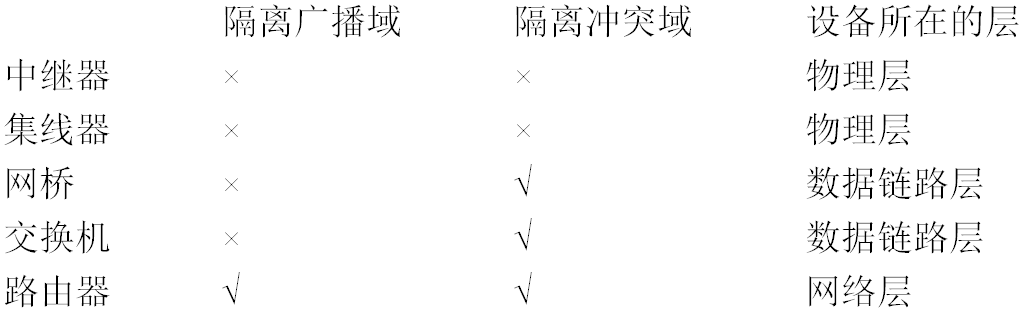 隔离广播域 隔离冲突域 设备所在的层
中继器 × × 物理层
集线器 × × 物理层
网桥 × √ 数据链路层
交换机 × √ 数据链路层
路由器 √ √ 网络层